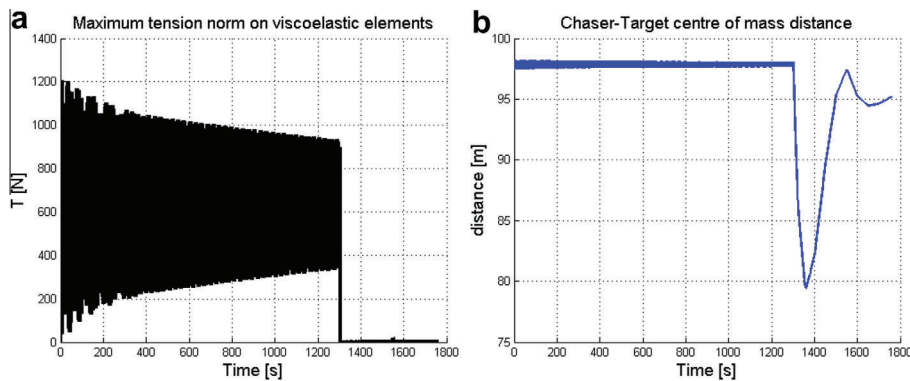 a
Maximum tension norm on viscoelastic elements
1400
1200
1000
800
600
400
200
0
T [N]
0 200 400 600 800 1000 1200 1400 1600 1800
Time [s]
b
Chaser-Target centre of mass distance
100
95
90
85
80
75
distance [m]
0 200 400 600 800 1000 1200 1400 1600 1800
Time [s]